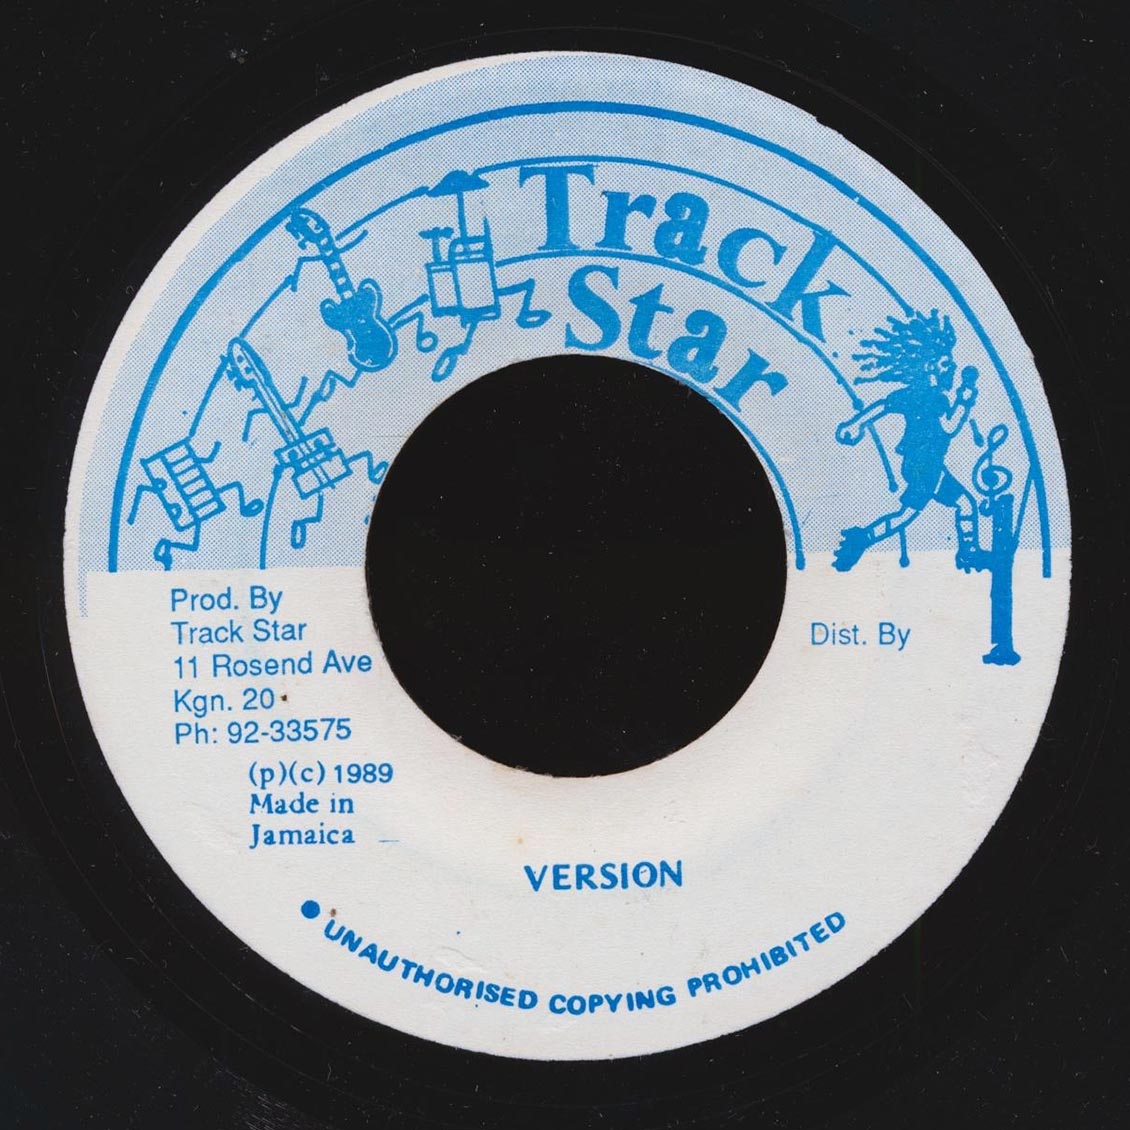 Track
Star
Prod. By
Track Star
11 Rosend Ave
Kgn. 20
Ph: 92-33575
(p)(c) 1989
Made in
Jamaica
Dist. By
VERSION
UNAUTHORISED COPYING PROHIBITED